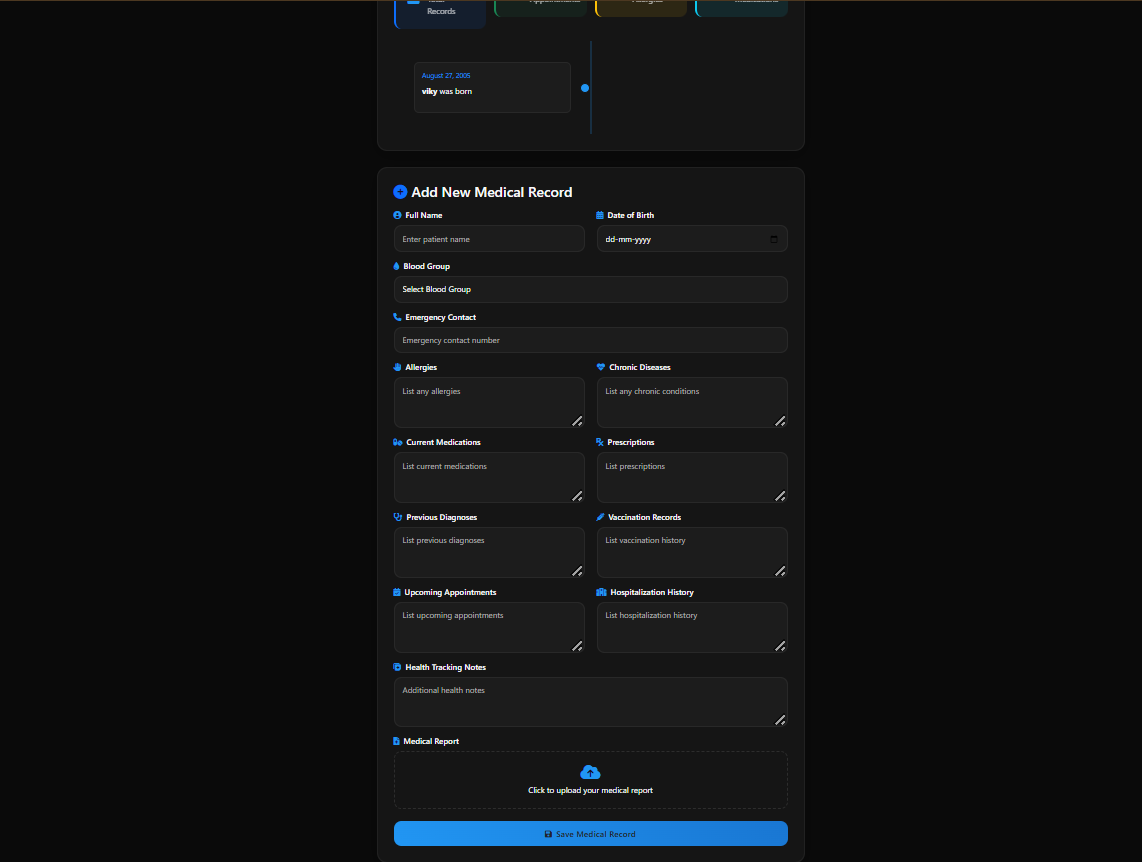 Records
August 27, 2005
viky was born
Add New Medical Record
Full Name
Date of Birth
Enter patient name
dd-mm-yyyy
Blood Group
Select Blood Group
Emergency Contact
Emergency contact number
Allergies
Chronic Diseases
List any allergies
List any chronic conditions
Current Medications
Prescriptions
List current medications
List prescriptions
Previous Diagnoses
Vaccination Records
List previous diagnoses
List vaccination history
Upcoming Appointments
Hospitalization History
List upcoming appointments
List hospitalization history
Health Tracking Notes
Additional health notes
Medical Report
Click to upload your medical report
Save Medical Record